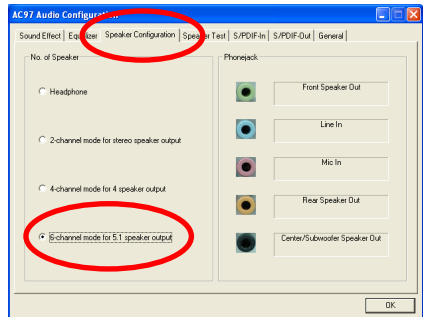 AC97 Audio Configuration
Sound Effect Equalizer Speaker Configuration Speaker Test S/PDIF-In S/PDIF-Out General
No. of Speaker
Headphone
2-channel mode for stereo speaker output
4-channel mode for 4 speaker output
6-channel mode for 5.1 speaker output
Phonejack
Front Speaker Out
Line In
Mic In
Rear Speaker Out
Center/Subwoofer Speaker Out
OK